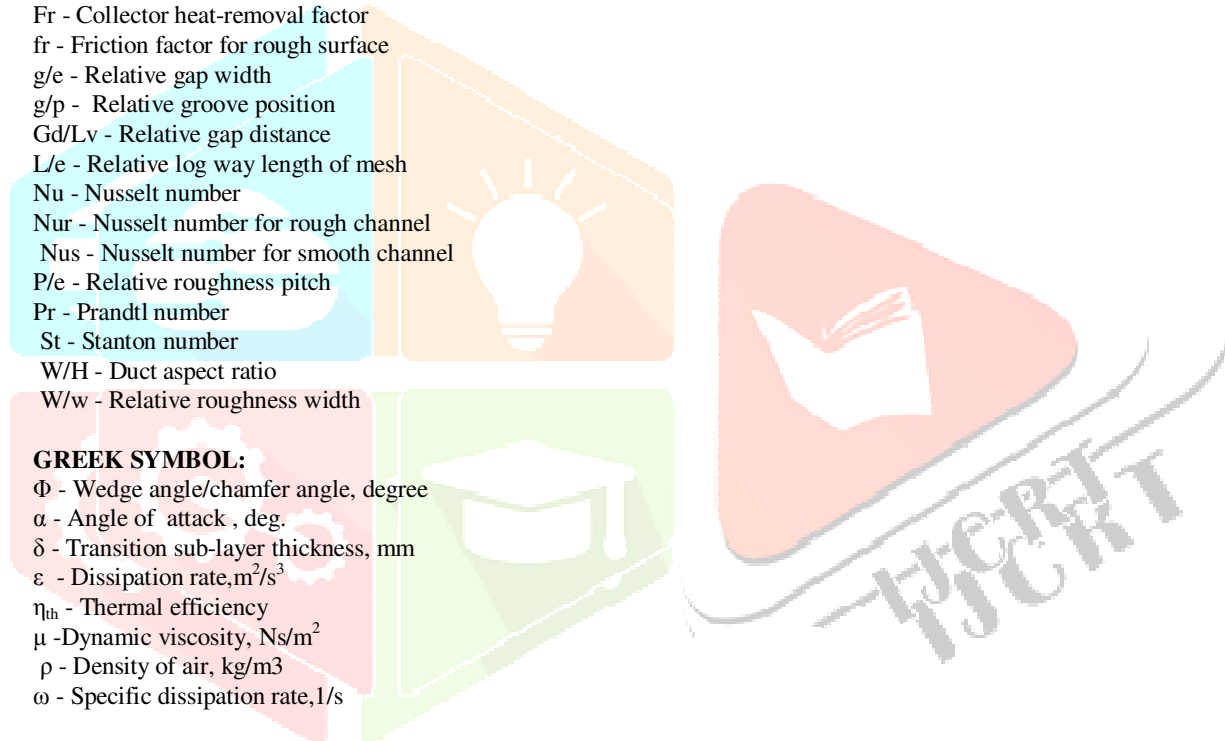 Fr - Collector heat-removal factor
fr - Friction factor for rough surface
g/e - Relative gap width
g/p - Relative groove position
Gd/Lv - Relative gap distance
L/e - Relative log way length of mesh
Nu - Nusselt number
Nur - Nusselt number for rough channel
Nus - Nusselt number for smooth channel
P/e - Relative roughness pitch
Pr - Prandtl number
St - Stanton number
W/H - Duct aspect ratio
W/w - Relative roughness width
GREEK SYMBOL:
Φ - Wedge angle/chamfer angle, degree
α - Angle of attack , deg.
δ - Transition sub-layer thickness, mm
ε - Dissipation rate,m²/s³
ηth - Thermal efficiency
μ -Dynamic viscosity, Ns/m²
ρ - Density of air, kg/m3
ω - Specific dissipation rate,1/s
IJCRT